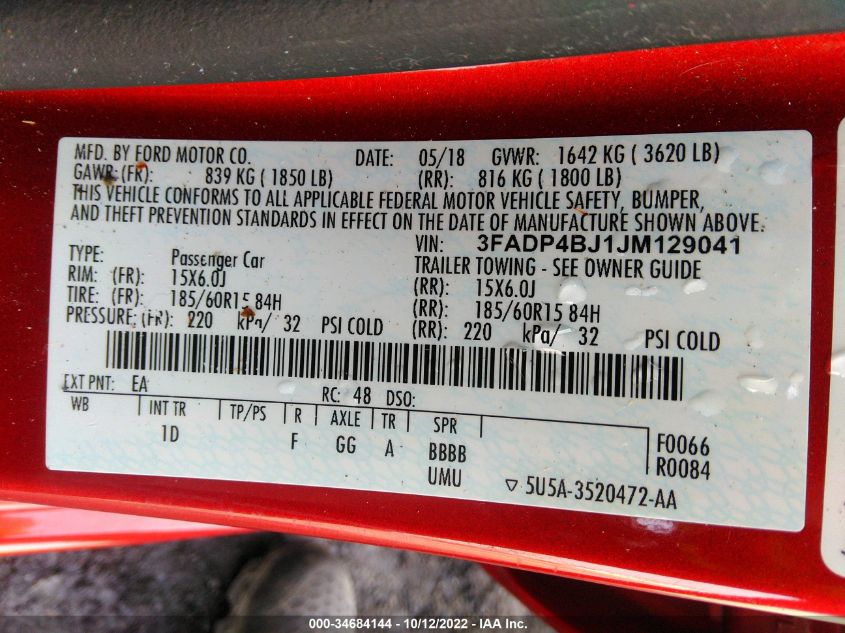 MFD. BY FORD MOTOR CO. DATE: 05/18 GVWR: 1642 KG ( 3620 LB)
GAWR: (FR): 839 KG ( 1850 LB) (RR): 816 KG ( 1800 LB)
THIS VEHICLE CONFORMS TO ALL APPLICABLE FEDERAL MOTOR VEHICLE SAFETY, BUMPER,
AND THEFT PREVENTION STANDARDS IN EFFECT ON THE DATE OF MANUFACTURE SHOWN ABOVE.
VIN: 3FADP4BJ1JM129041
TYPE: Passenger Car TRAILER TOWING - SEE OWNER GUIDE
RIM: (FR): 15X6.0J (RR): 15X6.0J
TIRE: (FR): 185/60R15 84H (RR): 185/60R15 84H
PRESSURE: (FR): 220 kPa/ 32 PSI COLD (RR): 220 kPa/ 32 PSI COLD
EXT PNT: EA RC: 48 DSO:
WB INT TR TP/PS R AXLE TR SPR F0066
1D F GG A BBBB R0084
UMU ▽ 5U5A-3520472-AA
000-34684144 - 10/12/2022 - IAA Inc.